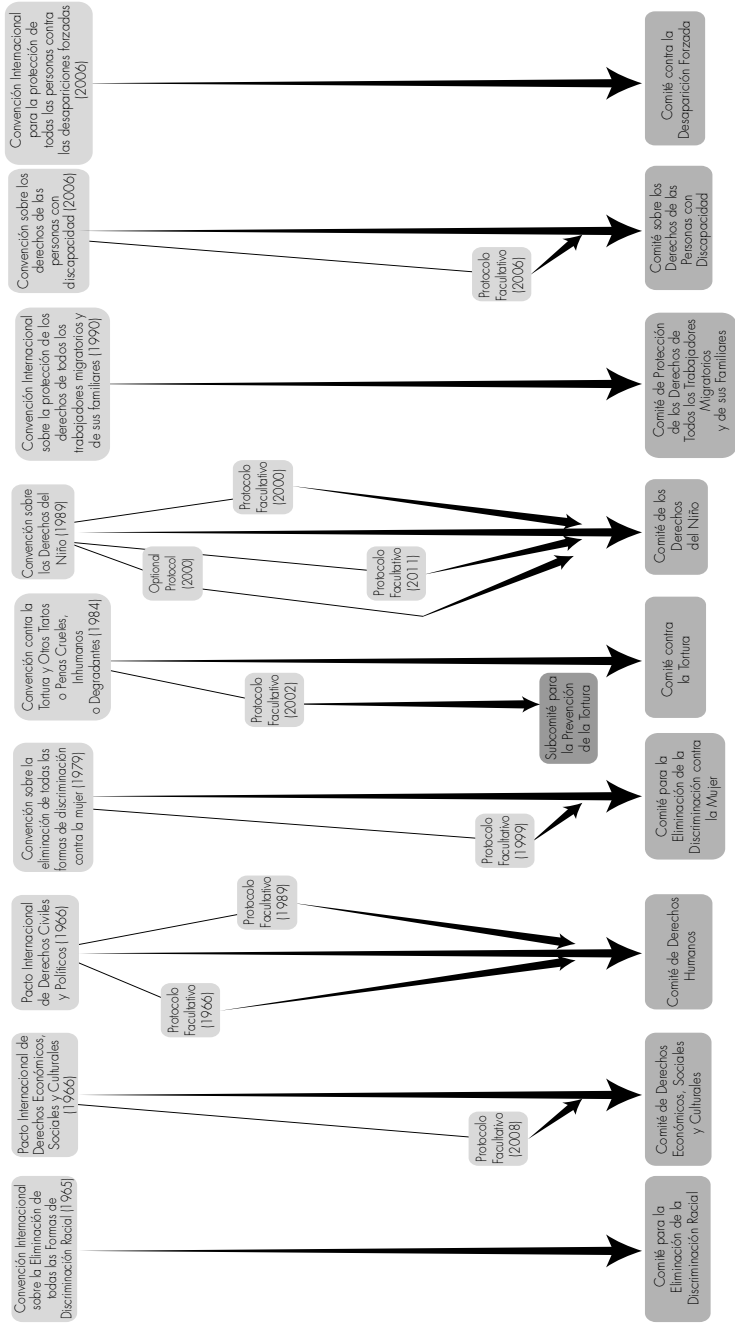 Convención Internacional
sobre la Eliminación de
todas las Formas de
Discriminación Racial (1965)
Comité para la
Eliminación de la
Discriminación Racial
Pacto Internacional de
Derechos Económicos,
Sociales y Culturales
(1966)
Protocolo
Facultativo
(2008)
Comité de Derechos
Económicos, Sociales
y Culturales
Pacto Internacional
de Derechos Civiles
y Políticos (1966)
Protocolo
Facultativo
(1966)
Protocolo
Facultativo
(1989)
Comité de Derechos
Humanos
Convención sobre la
eliminación de todas las
formas de discriminación
contra la mujer (1979)
Protocolo
Facultativo
(1999)
Comité para la
Eliminación de la
Discriminación contra
la Mujer
Convención contra la
Tortura y Otros Tratos
o Penas Crueles,
Inhumanos
o Degradantes (1984)
Protocolo
Facultativo
(2002)
Subcomité para
la Prevención
de la Tortura
Comité contra
la Tortura
Convención sobre
los Derechos del
Niño (1989)
Optional
Protocol
(2000)
Protocolo
Facultativo
(2011)
Protocolo
Facultativo
(2000)
Comité de los
Derechos
del Niño
Convención Internacional
sobre la protección de los
derechos de todos los
trabajadores migratorios y
de sus familiares (1990)
Comité de Protección
de los Derechos de
Todos los Trabajadores
Migratorios
y de sus Familiares
Convención sobre los
derechos de las
personas con
discapacidad (2006)
Protocolo
Facultativo
(2006)
Comité sobre los
Derechos de las
Personas con
Discapacidad
Convención Internacional
para la protección de
todas las personas contra
las desapariciones forzadas
(2006)
Comité contra la
Desaparición Forzada